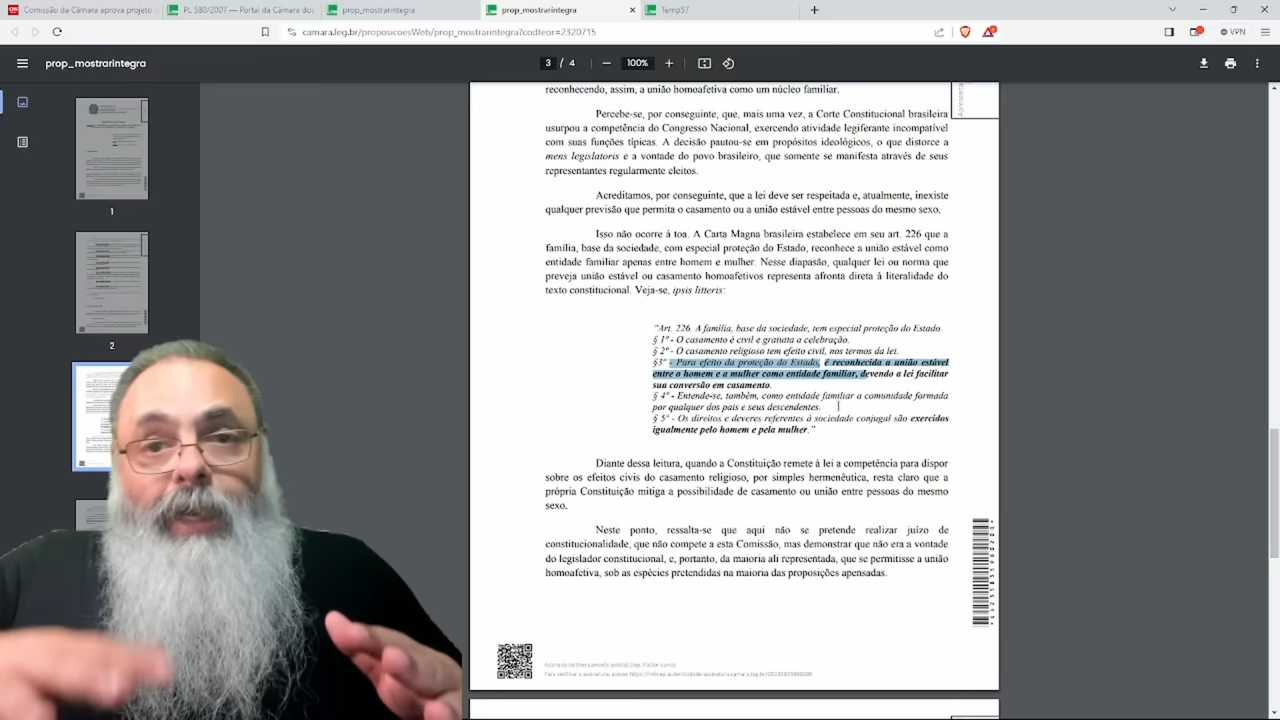 Comissão da Câmara aprova projeto
PL 580/2007 — Portal da Câmara dos
prop_mostrarintegra
prop_mostrarintegra
Temp57
camara.leg.br/proposicoesWeb/prop_mostrarintegra?codteor=2320715
VPN
prop_mostrarintegra
3 / 4
100%
1
2
reconhecendo, assim, a união homoafetiva como um núcleo familiar.
Percebe-se, por conseguinte, que, mais uma vez, a Corte Constitucional brasileira
usurpou a competência do Congresso Nacional, exercendo atividade legiferante incompatível
com suas funções típicas. A decisão pautou-se em propósitos ideológicos, o que distorce a
mens legislatoris e a vontade do povo brasileiro, que somente se manifesta através de seus
representantes regularmente eleitos.
Acreditamos, por conseguinte, que a lei deve ser respeitada e, atualmente, inexiste
qualquer previsão que permita o casamento ou a união estável entre pessoas do mesmo sexo.
Isso não ocorre à toa. A Carta Magna brasileira estabelece em seu art. 226 que a
família, base da sociedade, com especial proteção do Estado, reconhece a união estável como
entidade familiar apenas entre homem e mulher. Nesse diapasão, qualquer lei ou norma que
preveja união estável ou casamento homoafetivos representa afronta direta à literalidade do
texto constitucional. Veja-se, ipsis litteris:
“Art. 226. A família, base da sociedade, tem especial proteção do Estado.
§ 1º - O casamento é civil e gratuita a celebração.
§ 2º - O casamento religioso tem efeito civil, nos termos da lei.
§3º - Para efeito da proteção do Estado, é reconhecida a união estável
entre o homem e a mulher como entidade familiar, devendo a lei facilitar
sua conversão em casamento.
§ 4º - Entende-se, também, como entidade familiar a comunidade formada
por qualquer dos pais e seus descendentes.
§ 5º - Os direitos e deveres referentes à sociedade conjugal são exercidos
igualmente pelo homem e pela mulher.”
Diante dessa leitura, quando a Constituição remete à lei a competência para dispor
sobre os efeitos civis do casamento religioso, por simples hermenêutica, resta claro que a
própria Constituição mitiga a possibilidade de casamento ou união entre pessoas do mesmo
sexo.
Neste ponto, ressalta-se que aqui não se pretende realizar juízo de
constitucionalidade, que não compete a esta Comissão, mas demonstrar que não era a vontade
do legislador constitucional, e, portanto, da maioria ali representada, que se permitisse a união
homoafetiva, sob as espécies pretendidas na maioria das proposições apensadas.
Assinado eletronicamente pelo(a) Dep. Pastor Eurico
Para verificar a assinatura, acesse